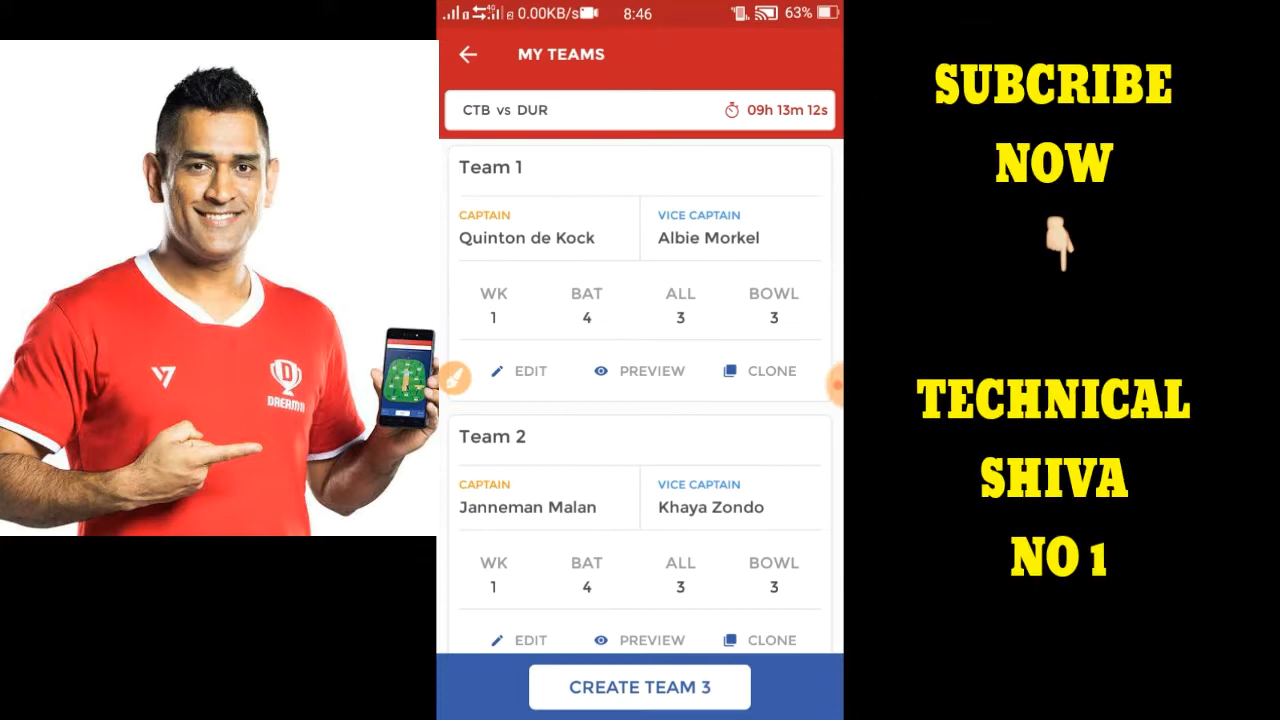 0.00KB/s 8:46 63%
MY TEAMS
CTB vs DUR 09h 13m 12s
Team 1
CAPTAIN VICE CAPTAIN
Quinton de Kock Albie Morkel
WK BAT ALL BOWL
1 4 3 3
EDIT PREVIEW CLONE
Team 2
CAPTAIN VICE CAPTAIN
Janneman Malan Khaya Zondo
WK BAT ALL BOWL
1 4 3 3
EDIT PREVIEW CLONE
CREATE TEAM 3
DREAM11
SUBCRIBE
NOW
TECHNICAL
SHIVA
NO 1